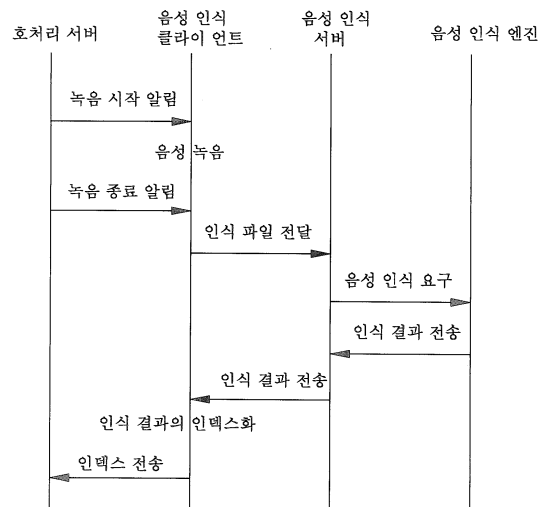 호처리 서버
음성 인식
클라이 언트
음성 인식
서버
음성 인식 엔진
녹음 시작 알림
음성 녹음
녹음 종료 알림
인식 파일 전달
음성 인식 요구
인식 결과 전송
인식 결과 전송
인식 결과의 인덱스화
인덱스 전송